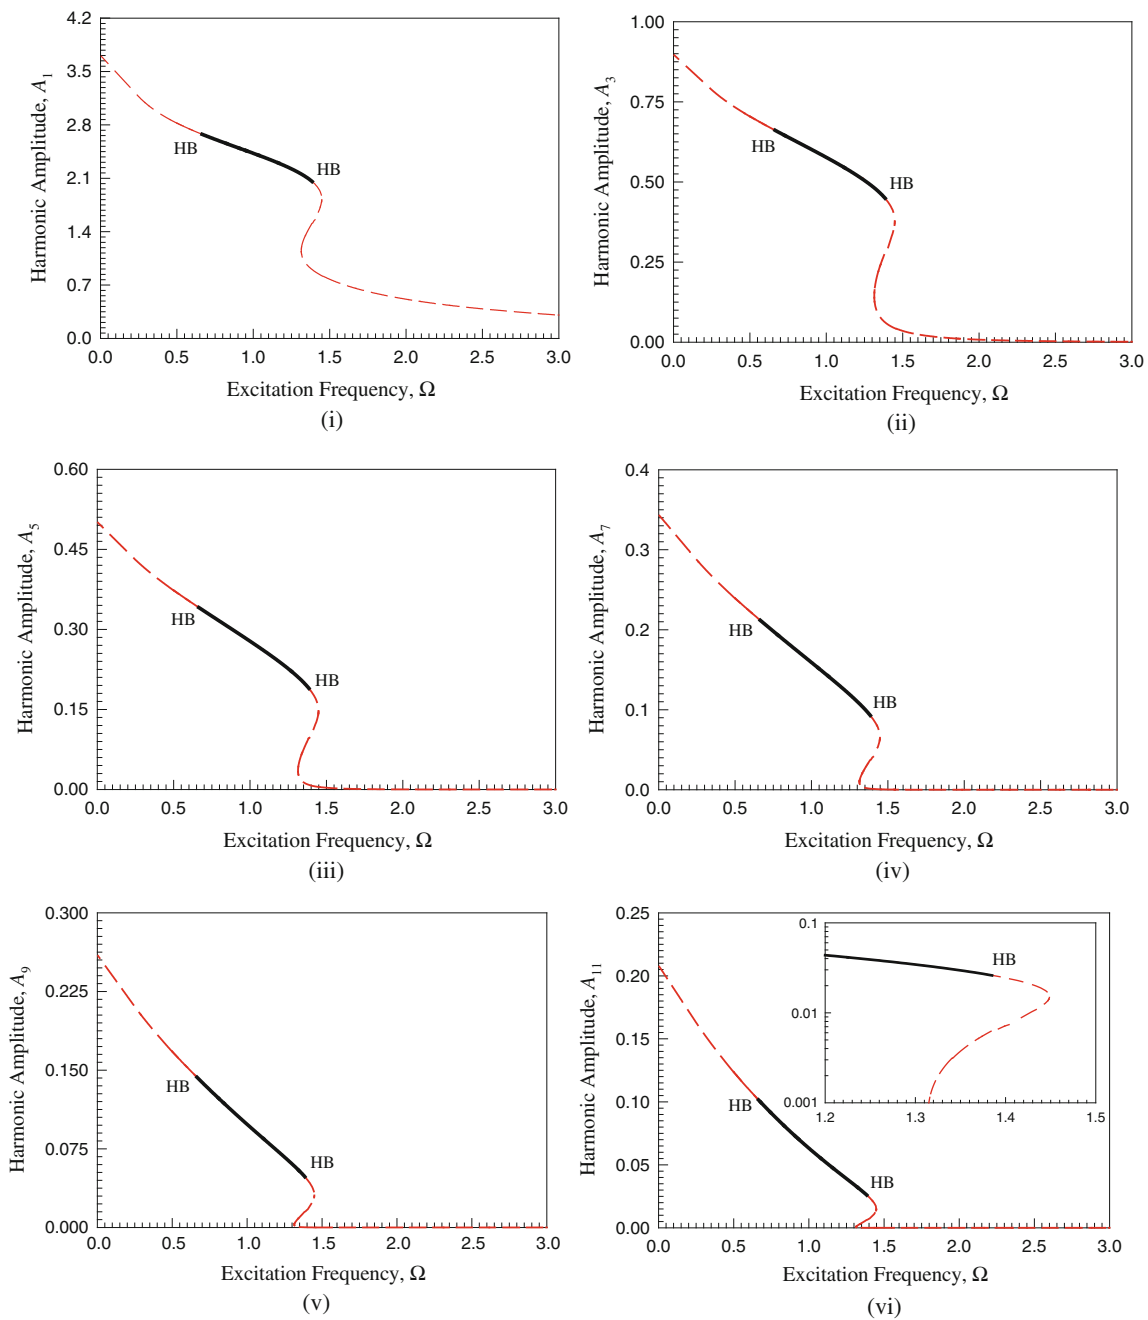 4.2
3.5
2.8
2.1
1.4
0.7
0.0
Harmonic Amplitude, A1
HB
HB
0.0 0.5 1.0 1.5 2.0 2.5 3.0
Excitation Frequency, Ω
(i)
1.00
0.75
0.50
0.25
0.00
Harmonic Amplitude, A3
HB
HB
0.0 0.5 1.0 1.5 2.0 2.5 3.0
Excitation Frequency, Ω
(ii)
0.60
0.45
0.30
0.15
0.00
Harmonic Amplitude, A5
HB
HB
0.0 0.5 1.0 1.5 2.0 2.5 3.0
Excitation Frequency, Ω
(iii)
0.4
0.3
0.2
0.1
0.0
Harmonic Amplitude, A7
HB
HB
0.0 0.5 1.0 1.5 2.0 2.5 3.0
Excitation Frequency, Ω
(iv)
0.300
0.225
0.150
0.075
0.000
Harmonic Amplitude, A9
HB
HB
0.0 0.5 1.0 1.5 2.0 2.5 3.0
Excitation Frequency, Ω
(v)
0.25
0.20
0.15
0.10
0.05
0.00
Harmonic Amplitude, A11
HB
HB
0.1
0.01
0.001
HB
1.2 1.3 1.4 1.5
0.0 0.5 1.0 1.5 2.0 2.5 3.0
Excitation Frequency, Ω
(vi)